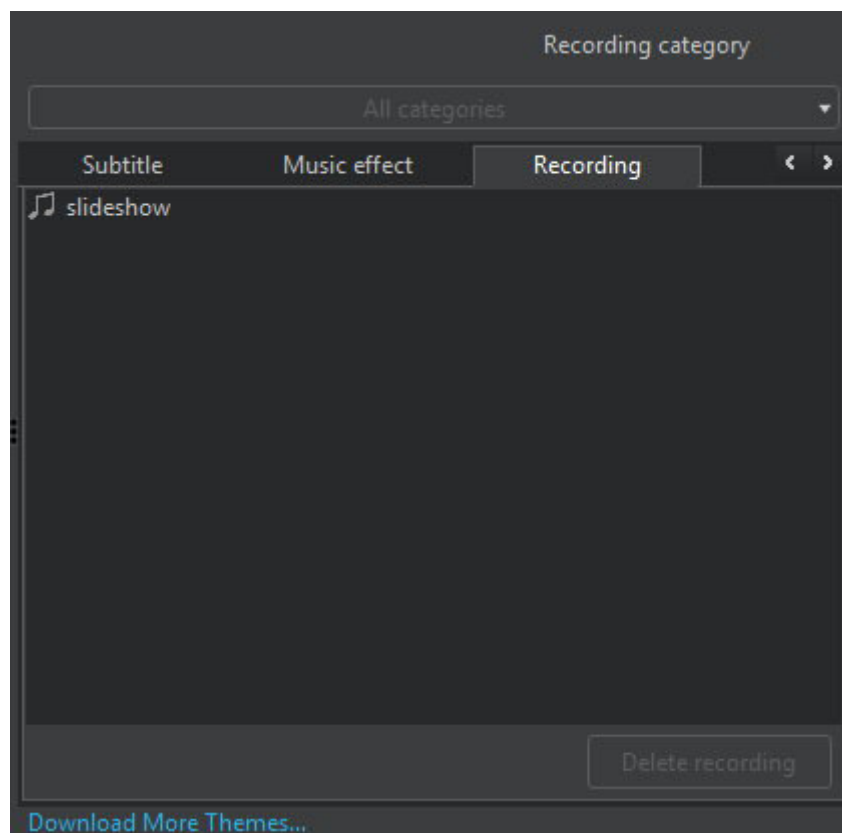 Recording category
All categories
Subtitle Music effect Recording
slideshow
Delete recording
Download More Themes...